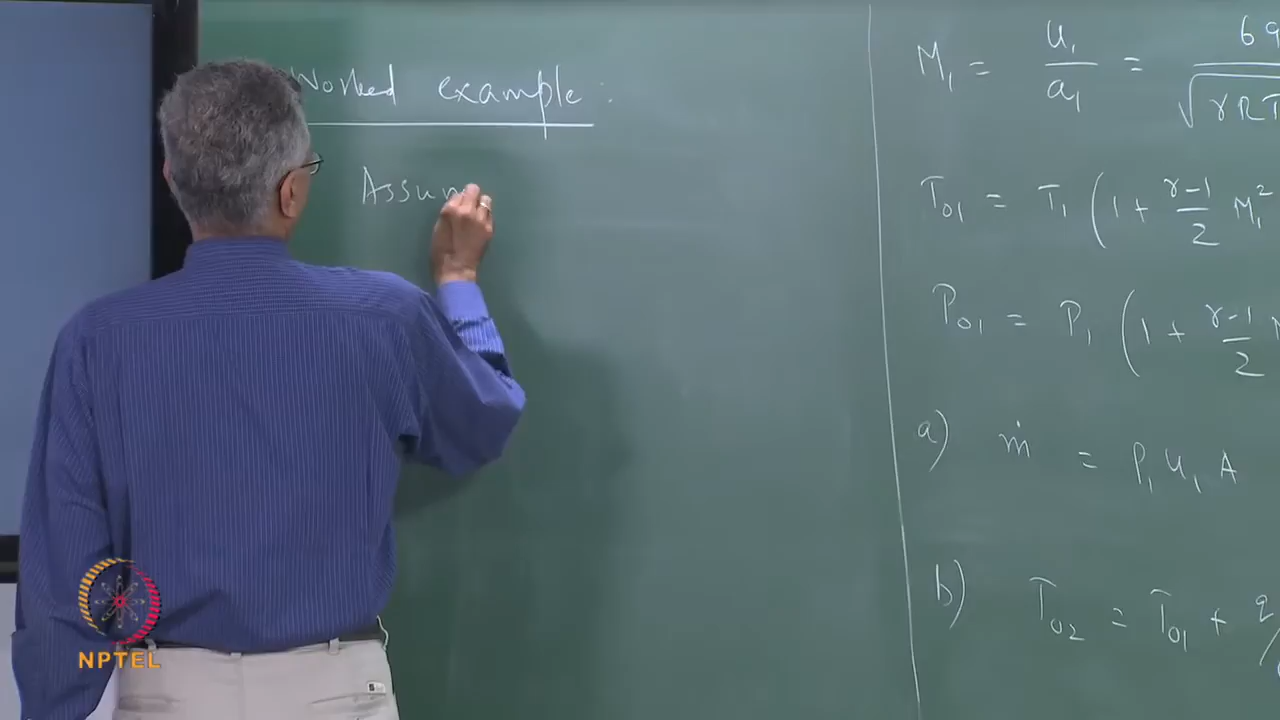 Worked example :
Assum
M₁ = u₁ / a₁ = 69 / √(γRT
T₀₁ = T₁ (1 + (γ-1)/2 M₁²
P₀₁ = P₁ (1 + (γ-1)/2 M
a) ṁ = ρ₁ u₁ A
b) T₀₂ = T₀₁ + q/
NPTEL